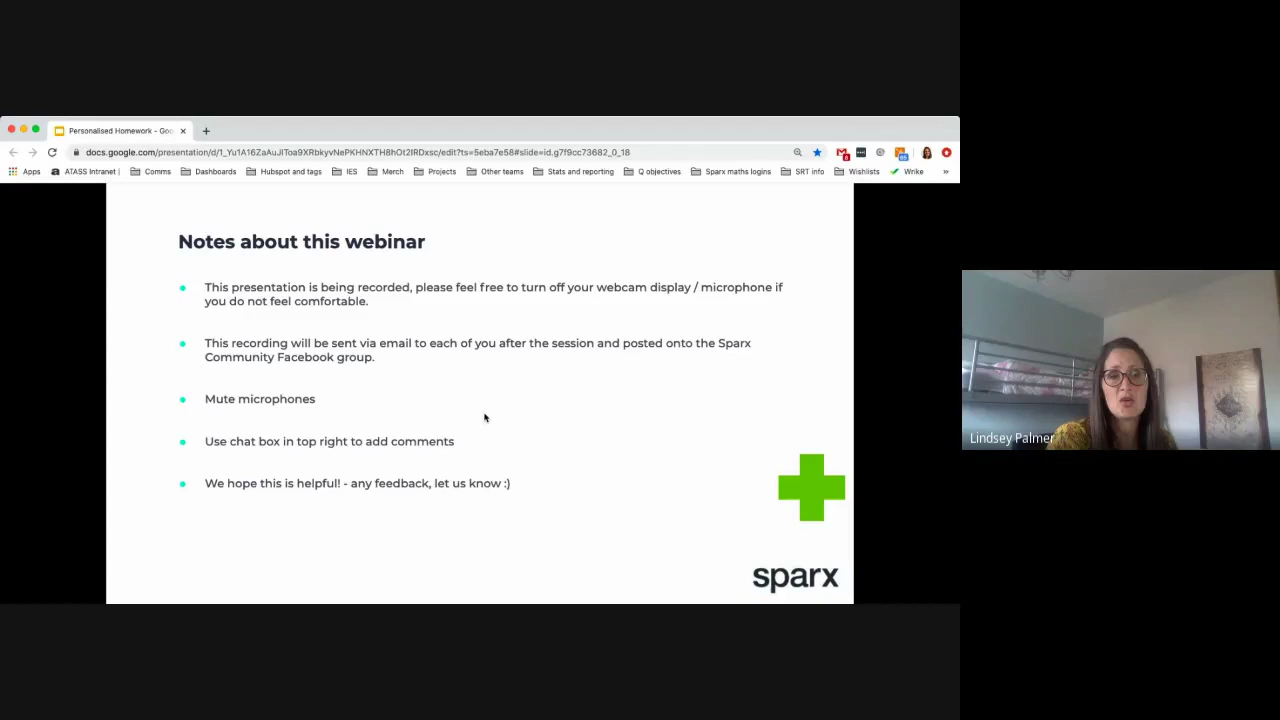 Personalised Homework - Goo
docs.google.com/presentation/d/1_Yu1A16ZaAuJIToa9XRbkyvNePKHNXTH8hOt2IRDxsc/edit?ts=5eba7e58#slide=id.g7f9cc73682_0_18
Apps ATASS Intranet | Comms Dashboards Hubspot and tags IES Merch Projects Other teams Stats and reporting Q objectives Sparx maths logins SRT info Wishlists Wrike »
Notes about this webinar
This presentation is being recorded, please feel free to turn off your webcam display / microphone if
you do not feel comfortable.
This recording will be sent via email to each of you after the session and posted onto the Sparx
Community Facebook group.
Mute microphones
Use chat box in top right to add comments
We hope this is helpful! - any feedback, let us know :)
sparx
Lindsey Palmer